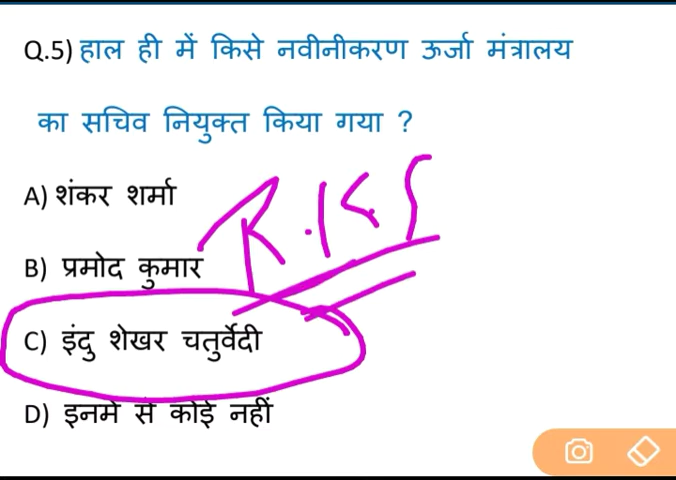 Q.5) हाल ही में किसे नवीनीकरण ऊर्जा मंत्रालय
का सचिव नियुक्त किया गया ?
A) शंकर शर्मा
R.K.S
B) प्रमोद कुमार
C) इंदु शेखर चतुर्वेदी
D) इनमे से कोई नहीं